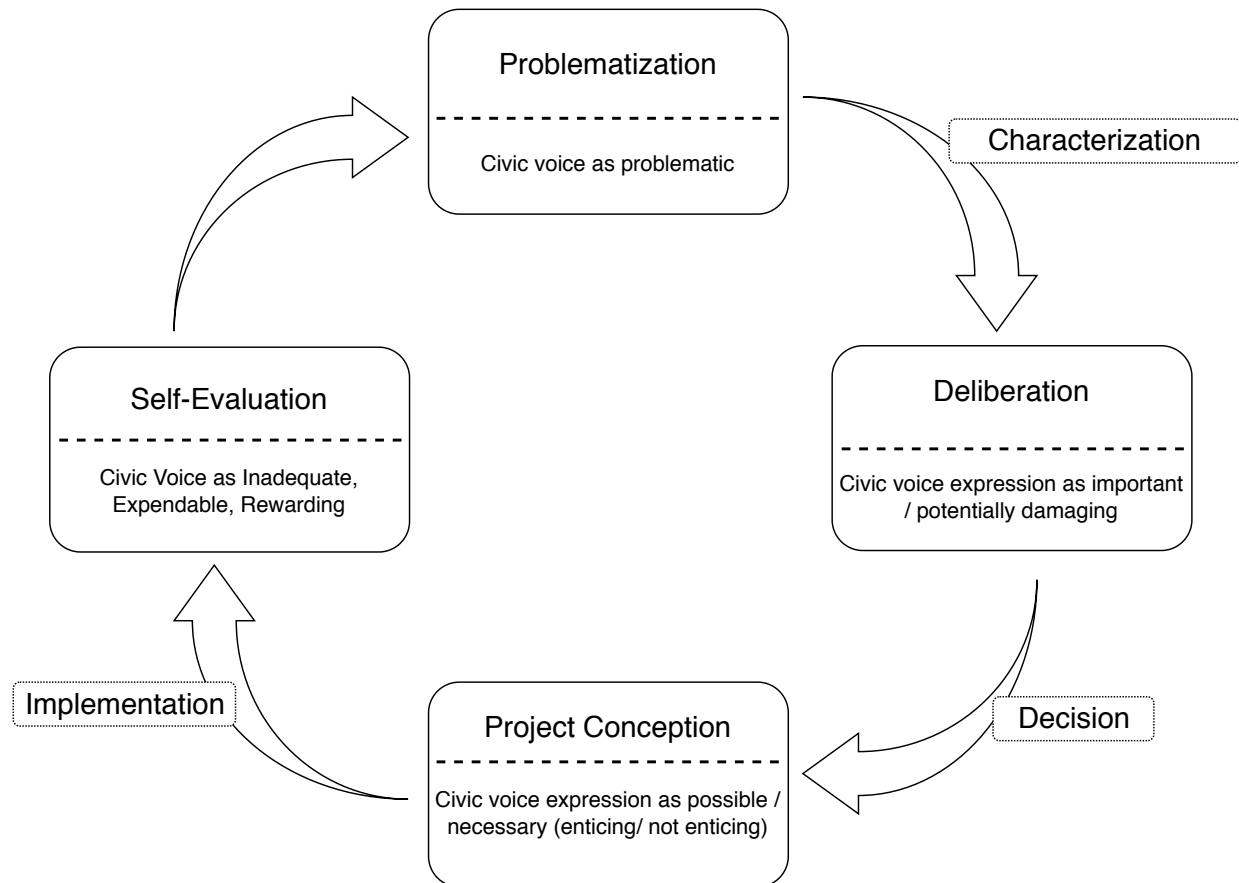 Problematization
Civic voice as problematic
Characterization
Deliberation
Civic voice expression as important
/ potentially damaging
Decision
Project Conception
Civic voice expression as possible /
necessary (enticing/ not enticing)
Implementation
Self-Evaluation
Civic Voice as Inadequate,
Expendable, Rewarding